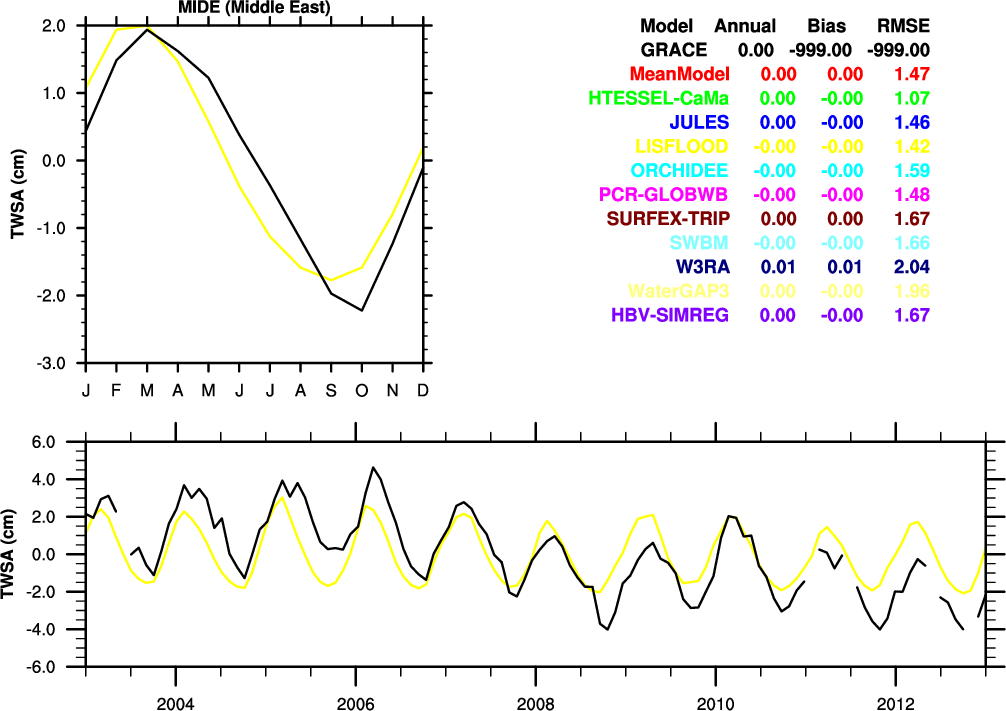 MIDE (Middle East)
2.0
1.0
0.0
-1.0
-2.0
-3.0
TWSA (cm)
J F M A M J J A S O N D
Model Annual Bias RMSE
GRACE 0.00 -999.00 -999.00
MeanModel 0.00 0.00 1.47
HTESSEL-CaMa 0.00 -0.00 1.07
JULES 0.00 -0.00 1.46
LISFLOOD -0.00 -0.00 1.42
ORCHIDEE -0.00 -0.00 1.59
PCR-GLOBWB -0.00 -0.00 1.48
SURFEX-TRIP 0.00 0.00 1.67
SWBM -0.00 -0.00 1.66
W3RA 0.01 0.01 2.04
WaterGAP3 0.00 -0.00 1.96
HBV-SIMREG 0.00 -0.00 1.67
6.0
4.0
2.0
0.0
-2.0
-4.0
-6.0
TWSA (cm)
2004 2006 2008 2010 2012